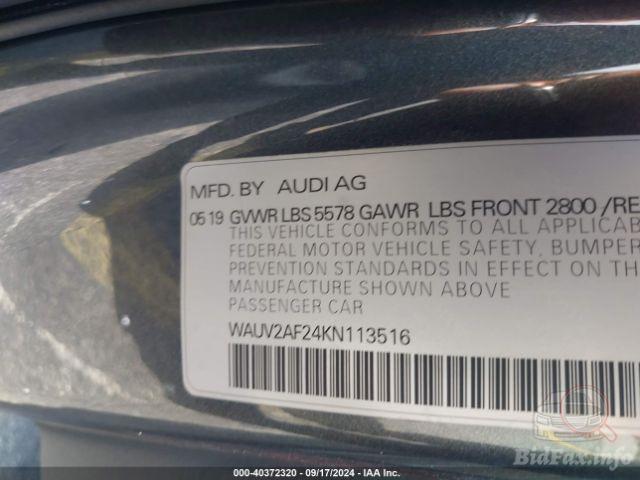 MFD. BY AUDI AG
05 19 GVWR LBS 5578 GAWR LBS FRONT 2800 /RE
THIS VEHICLE CONFORMS TO ALL APPLICAB
FEDERAL MOTOR VEHICLE SAFETY, BUMPER
PREVENTION STANDARDS IN EFFECT ON TH
MANUFACTURE SHOWN ABOVE
PASSENGER CAR
WAUV2AF24KN113516
BidFax.info
000-40372320 - 09/17/2024 - IAA Inc.